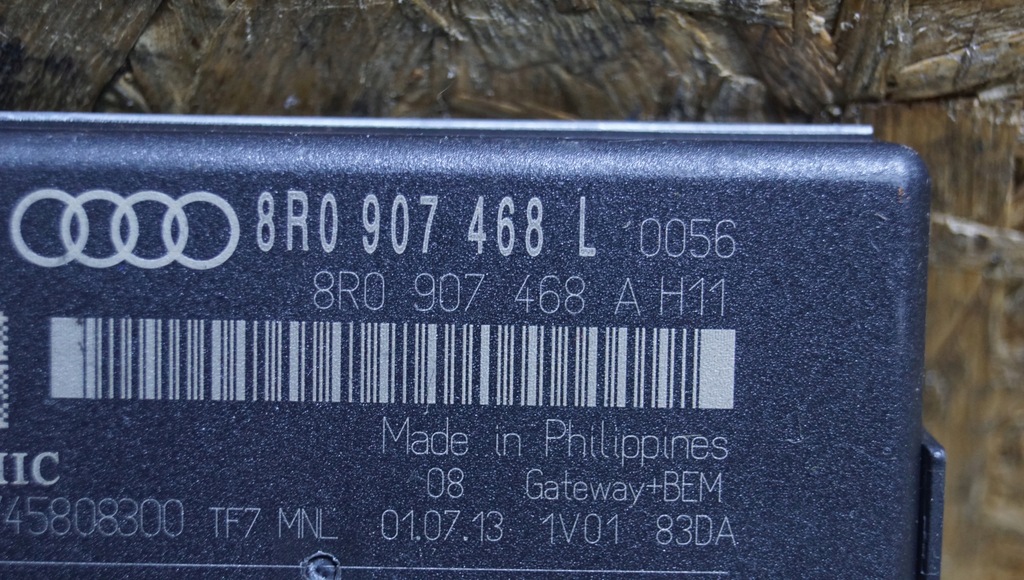 8R0 907 468 L 0056
8R0 907 468 A H11
Made in Philippines
08 Gateway+BEM
45808300 TF7 MNL 01.07.13 1V01 83DA